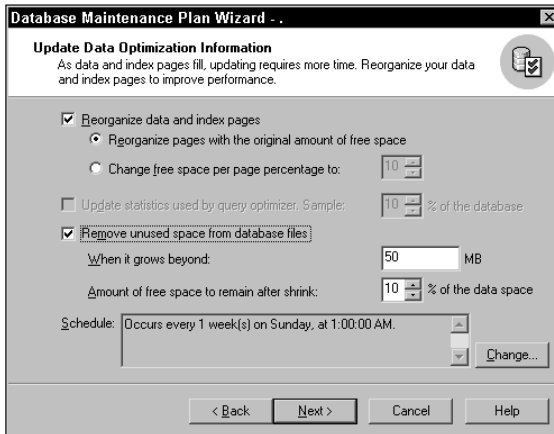 Database Maintenance Plan Wizard - .
Update Data Optimization Information
As data and index pages fill, updating requires more time. Reorganize your data
and index pages to improve performance.
Reorganize data and index pages
Reorganize pages with the original amount of free space
Change free space per page percentage to: 10
Update statistics used by query optimizer. Sample: 10 % of the database
Remove unused space from database files
When it grows beyond: 50 MB
Amount of free space to remain after shrink: 10 % of the data space
Schedule: Occurs every 1 week(s) on Sunday, at 1:00:00 AM.
Change...
< Back Next > Cancel Help